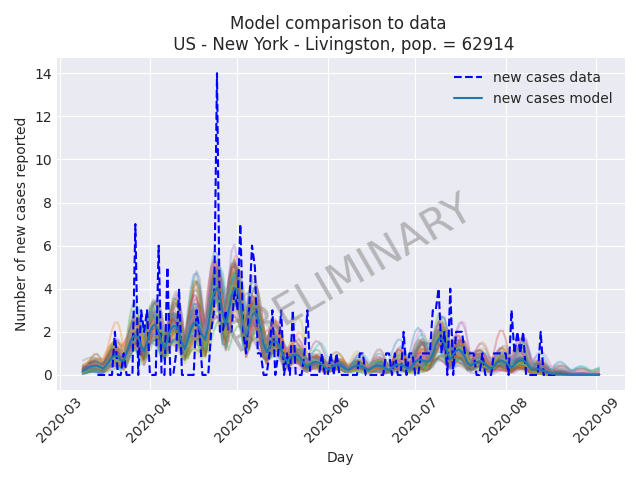 Model comparison to data
US - New York - Livingston, pop. = 62914
Number of new cases reported
14
12
10
8
6
4
2
0
new cases data
new cases model
PRELIMINARY
2020-03
2020-04
2020-05
2020-06
2020-07
2020-08
2020-09
Day